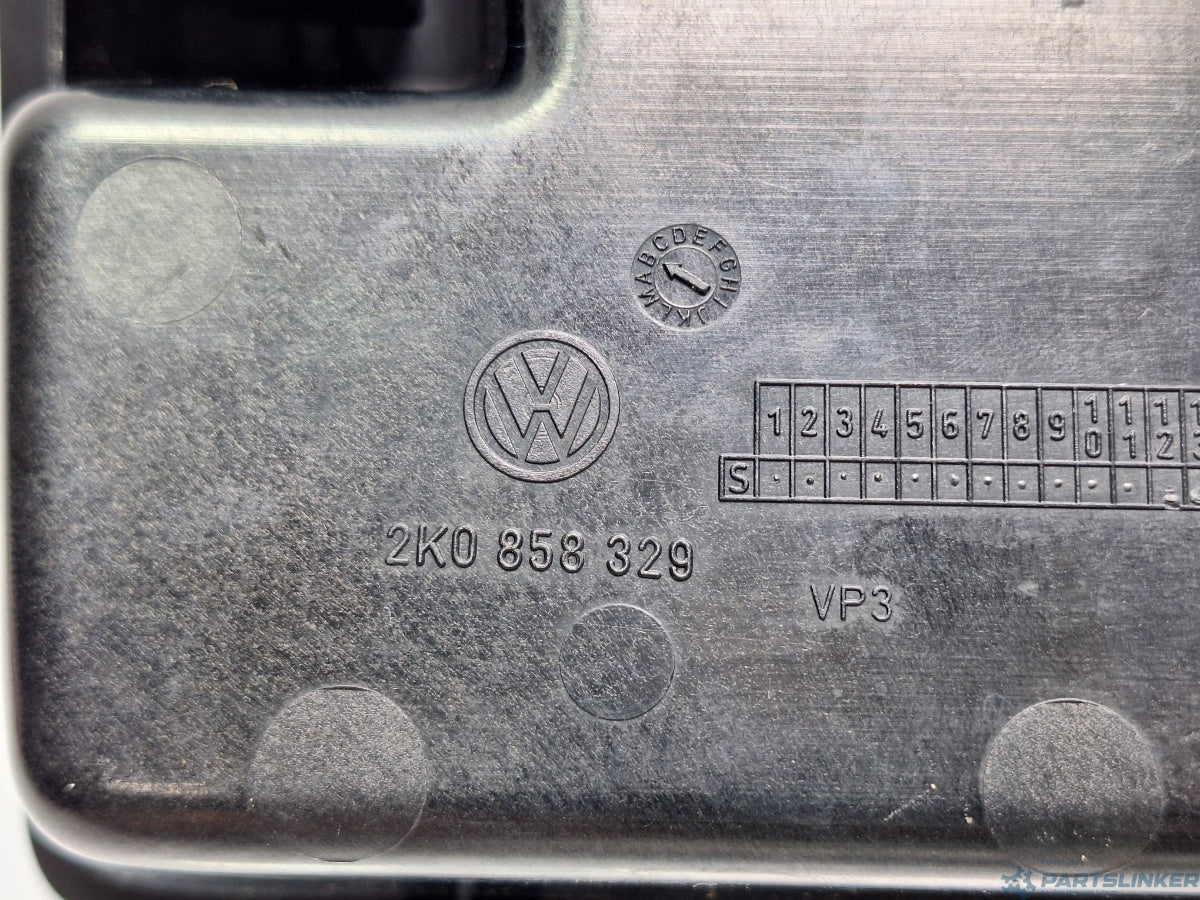 ABCDEFGHIJKLM
VW
1 2 3 4 5 6 7 8 9 10 11 12
S
2K0 858 329
VP3
PARTSLINKER